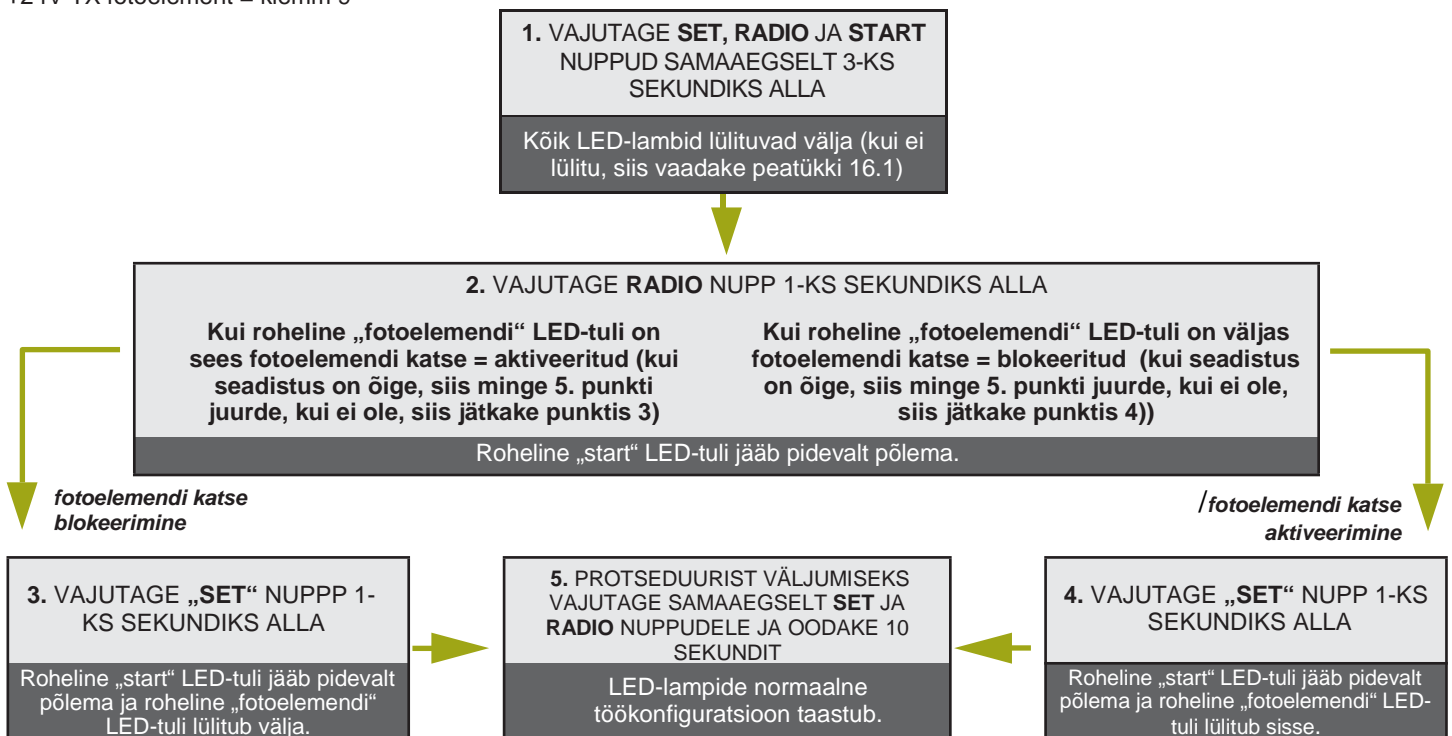 +24V TX fotoelement = klemm 9
1. VAJUTAGE SET, RADIO JA START
NUPPUD SAMAAEGSELT 3-KS
SEKUNDIKS ALLA
Kõik LED-lambid lülituvad välja (kui ei
lülitu, siis vaadake peatükki 16.1)
2. VAJUTAGE RADIO NUPP 1-KS SEKUNDIKS ALLA
Kui roheline „fotoelemendi“ LED-tuli on
sees fotoelemendi katse = aktiveeritud (kui
seadistus on õige, siis minge 5. punkti
juurde, kui ei ole, siis jätkake punktis 3)
Kui roheline „fotoelemendi“ LED-tuli on väljas
fotoelemendi katse = blokeeritud (kui seadistus
on õige, siis minge 5. punkti juurde, kui ei ole,
siis jätkake punktis 4))
Roheline „start“ LED-tuli jääb pidevalt põlema.
fotoelemendi katse
blokeerimine
/fotoelemendi katse
aktiveerimine
3. VAJUTAGE „SET“ NUPPP 1-
KS SEKUNDIKS ALLA
Roheline „start“ LED-tuli jääb pidevalt
põlema ja roheline „fotoelemendi“
LED-tuli lülitub välja.
5. PROTSEDUURIST VÄLJUMISEKS
VAJUTAGE SAMAAEGSELT SET JA
RADIO NUPPUDELE JA OODAKE 10
SEKUNDIT
LED-lampide normaalne
töökonfiguratsioon taastub.
4. VAJUTAGE „SET“ NUPP 1-KS
SEKUNDIKS ALLA
Roheline „start“ LED-tuli jääb pidevalt
põlema ja roheline „fotoelemendi“ LED-
tuli lülitub sisse.